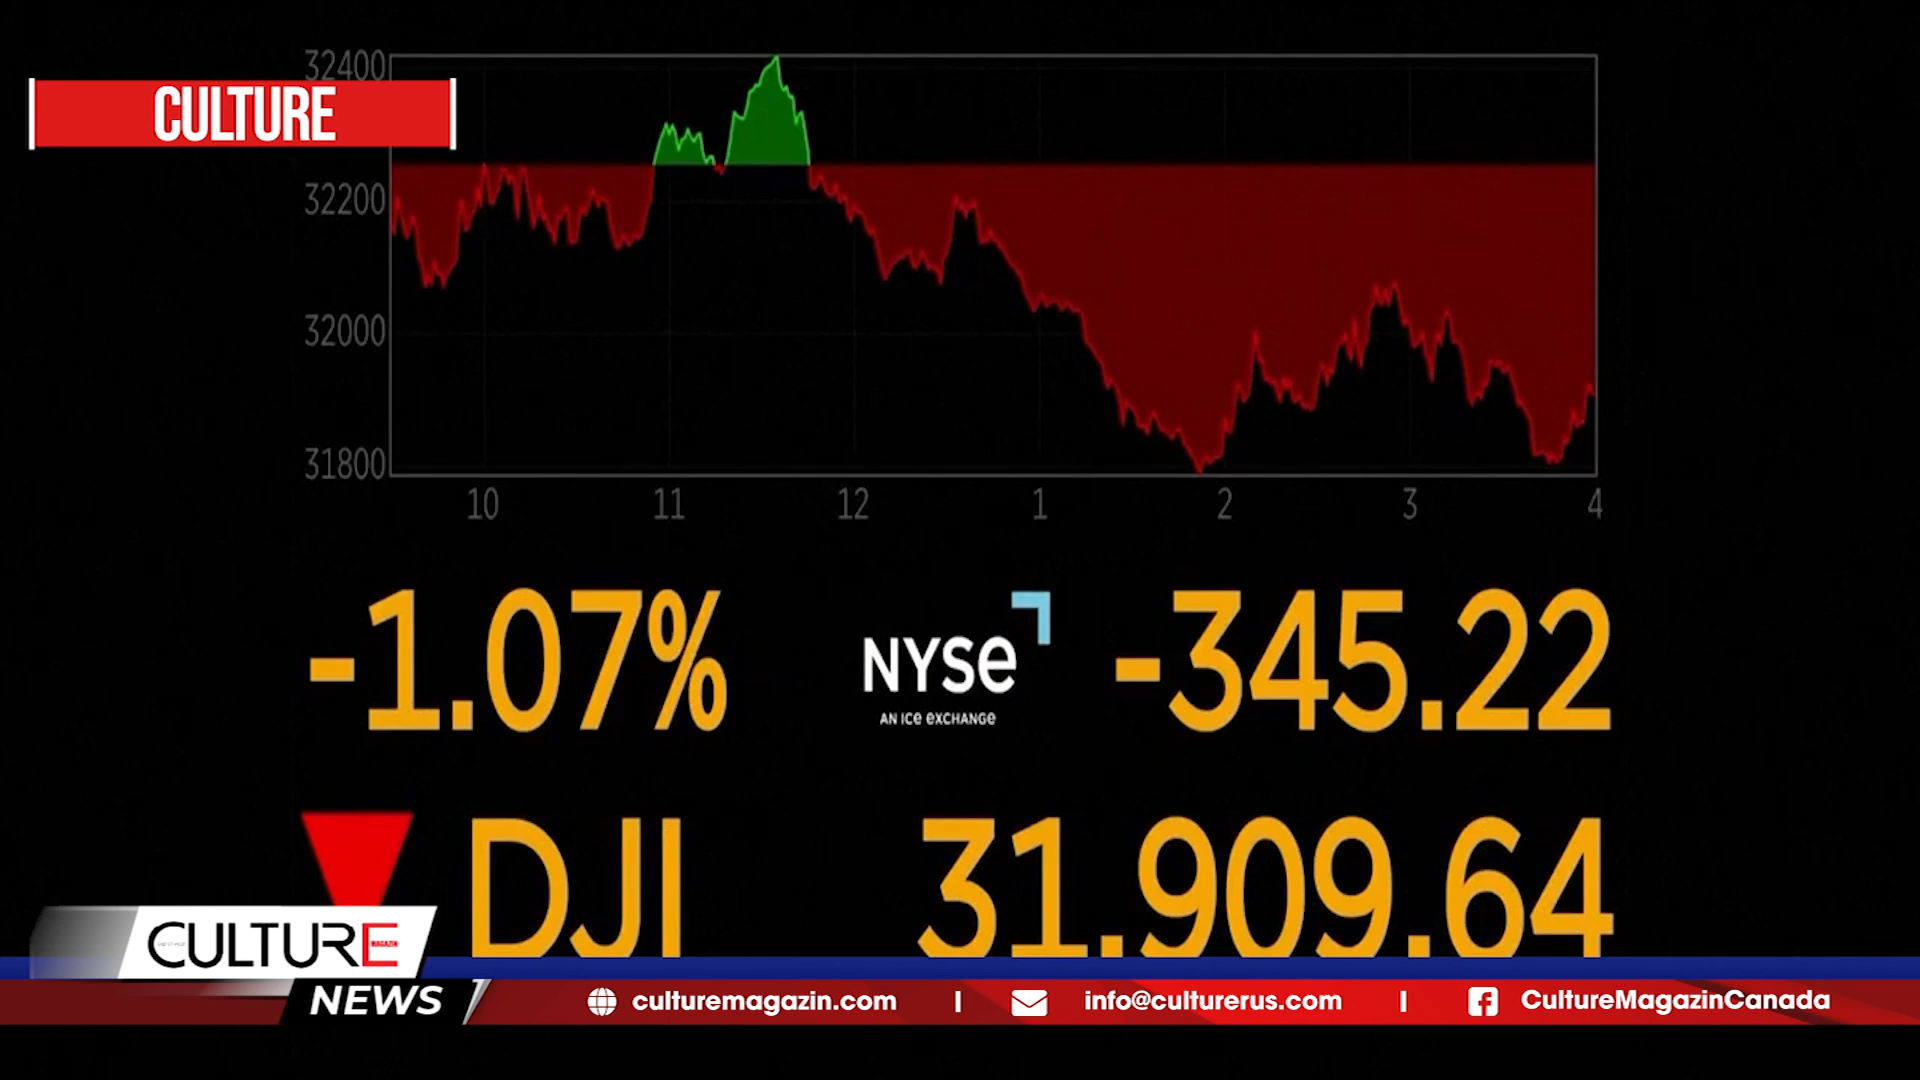 CULTURE
32400
32200
32000
31800
10 11 12 1 2 3 4
-1.07%
NYSE
AN ICE EXCHANGE
-345.22
DJI
31.909.64
CULTURE
MAGAZIN
NEWS
culturemagazin.com | info@culturerus.com | CultureMagazinCanada